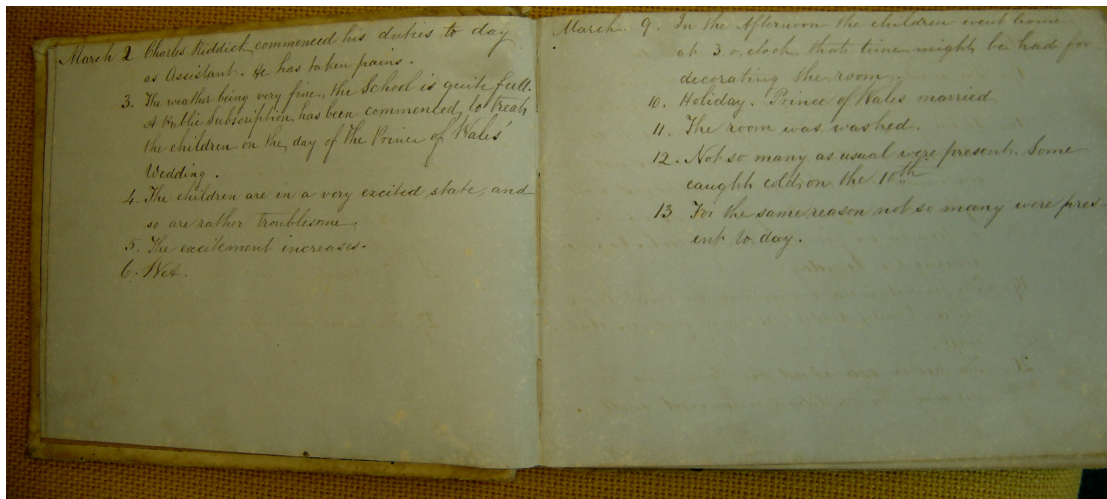 March 2 Charles Kiddish commenced his duties to day
as Assistant. He has taken pains.
3. The weather being very fine, the School is quite full.
A Public Subscription has been commented, to treat
the children on the day of The Prince of Wales'
Wedding.
4. The children are in a very excited state, and
so are rather troublesome,
5. The excitement increases.
6. Wet.
March. 9. In the Afternoon the children went home
at 3.o,clock, that time might be had for
decorating the room,
10. Holiday. Prince of Wales married
11. The room was washed.
12. Not so many as usual were present. Some
caught cold on the 10th
13 For the same reason not so many were pres-
ent to day.